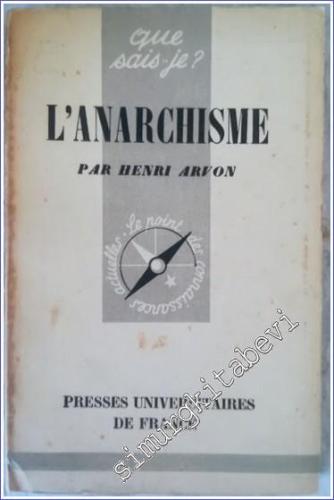 que
sais-je?
L'ANARCHISME
PAR HENRI ARVON
Le point des connaissances actuelles
PRESSES UNIVERSITAIRES
DE FRANCE
simurgkitabevi